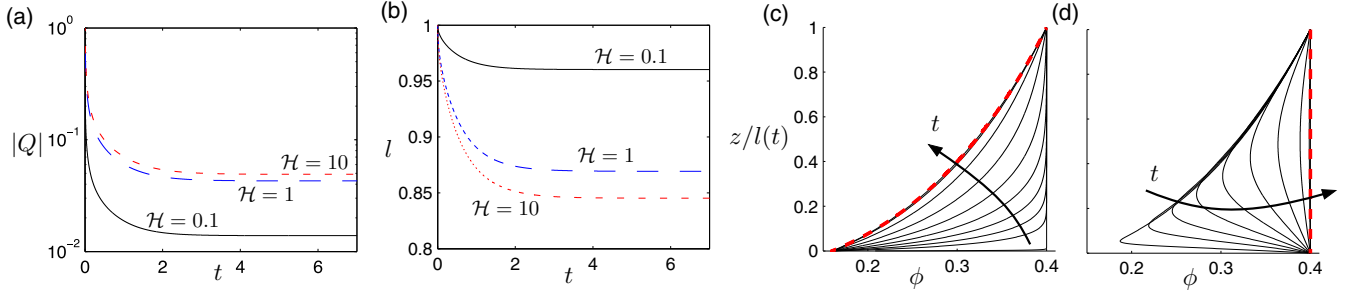 (a)
10⁰
10⁻¹
10⁻²
|Q|
ℋ = 10
ℋ = 1
ℋ = 0.1
0 2 4 6
t
(b)
1
0.95
0.9
0.85
0.8
l
ℋ = 0.1
ℋ = 1
ℋ = 10
0 2 4 6
t
(c)
1
0.8
0.6
0.4
0.2
0
z/l(t)
t
0.2 0.3 0.4
ϕ
(d)
t
0.2 0.3 0.4
ϕ